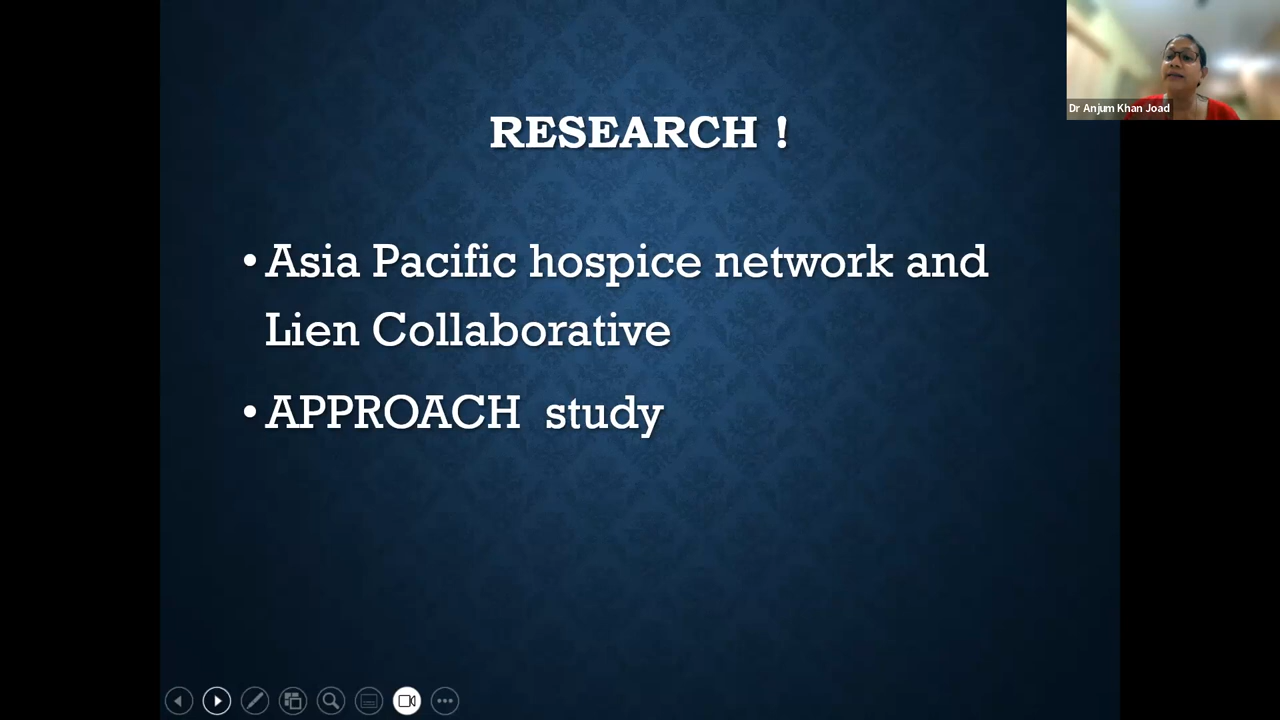 RESEARCH !
• Asia Pacific hospice network and
Lien Collaborative
• APPROACH study
Dr Anjum Khan Joad